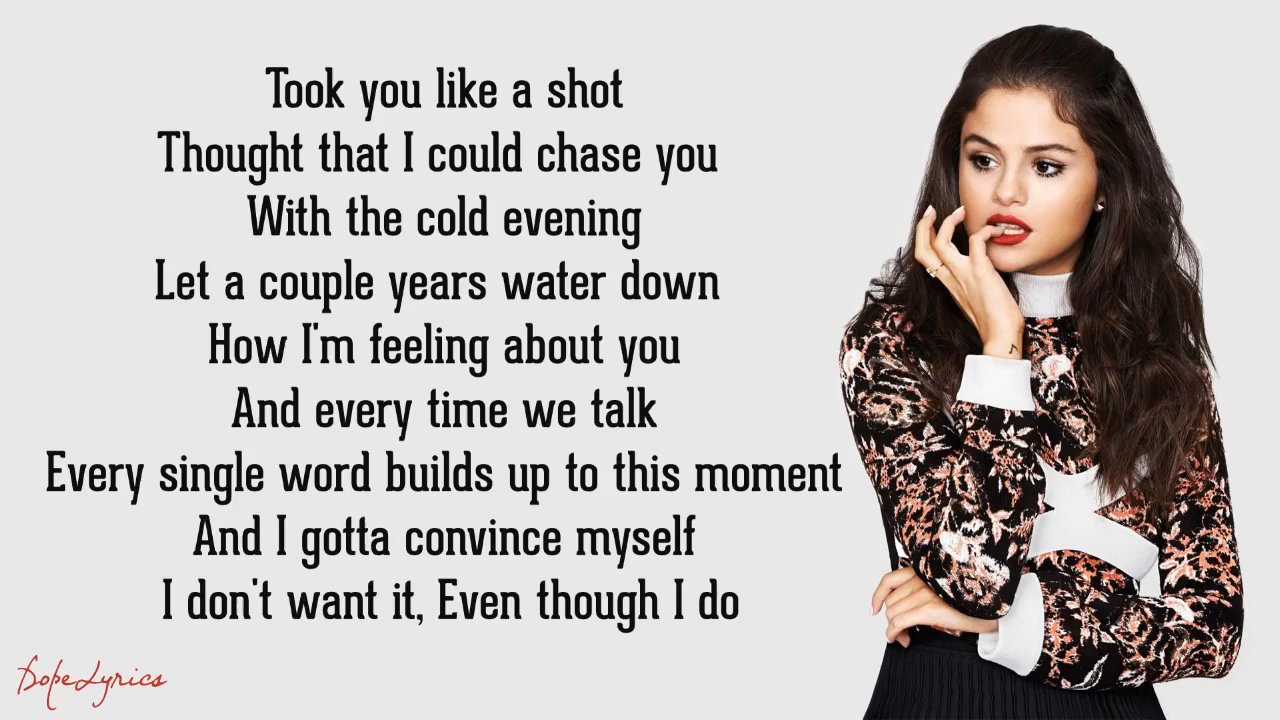 Took you like a shot
Thought that I could chase you
With the cold evening
Let a couple years water down
How I'm feeling about you
And every time we talk
Every single word builds up to this moment
And I gotta convince myself
I don't want it, Even though I do
DopeLyrics